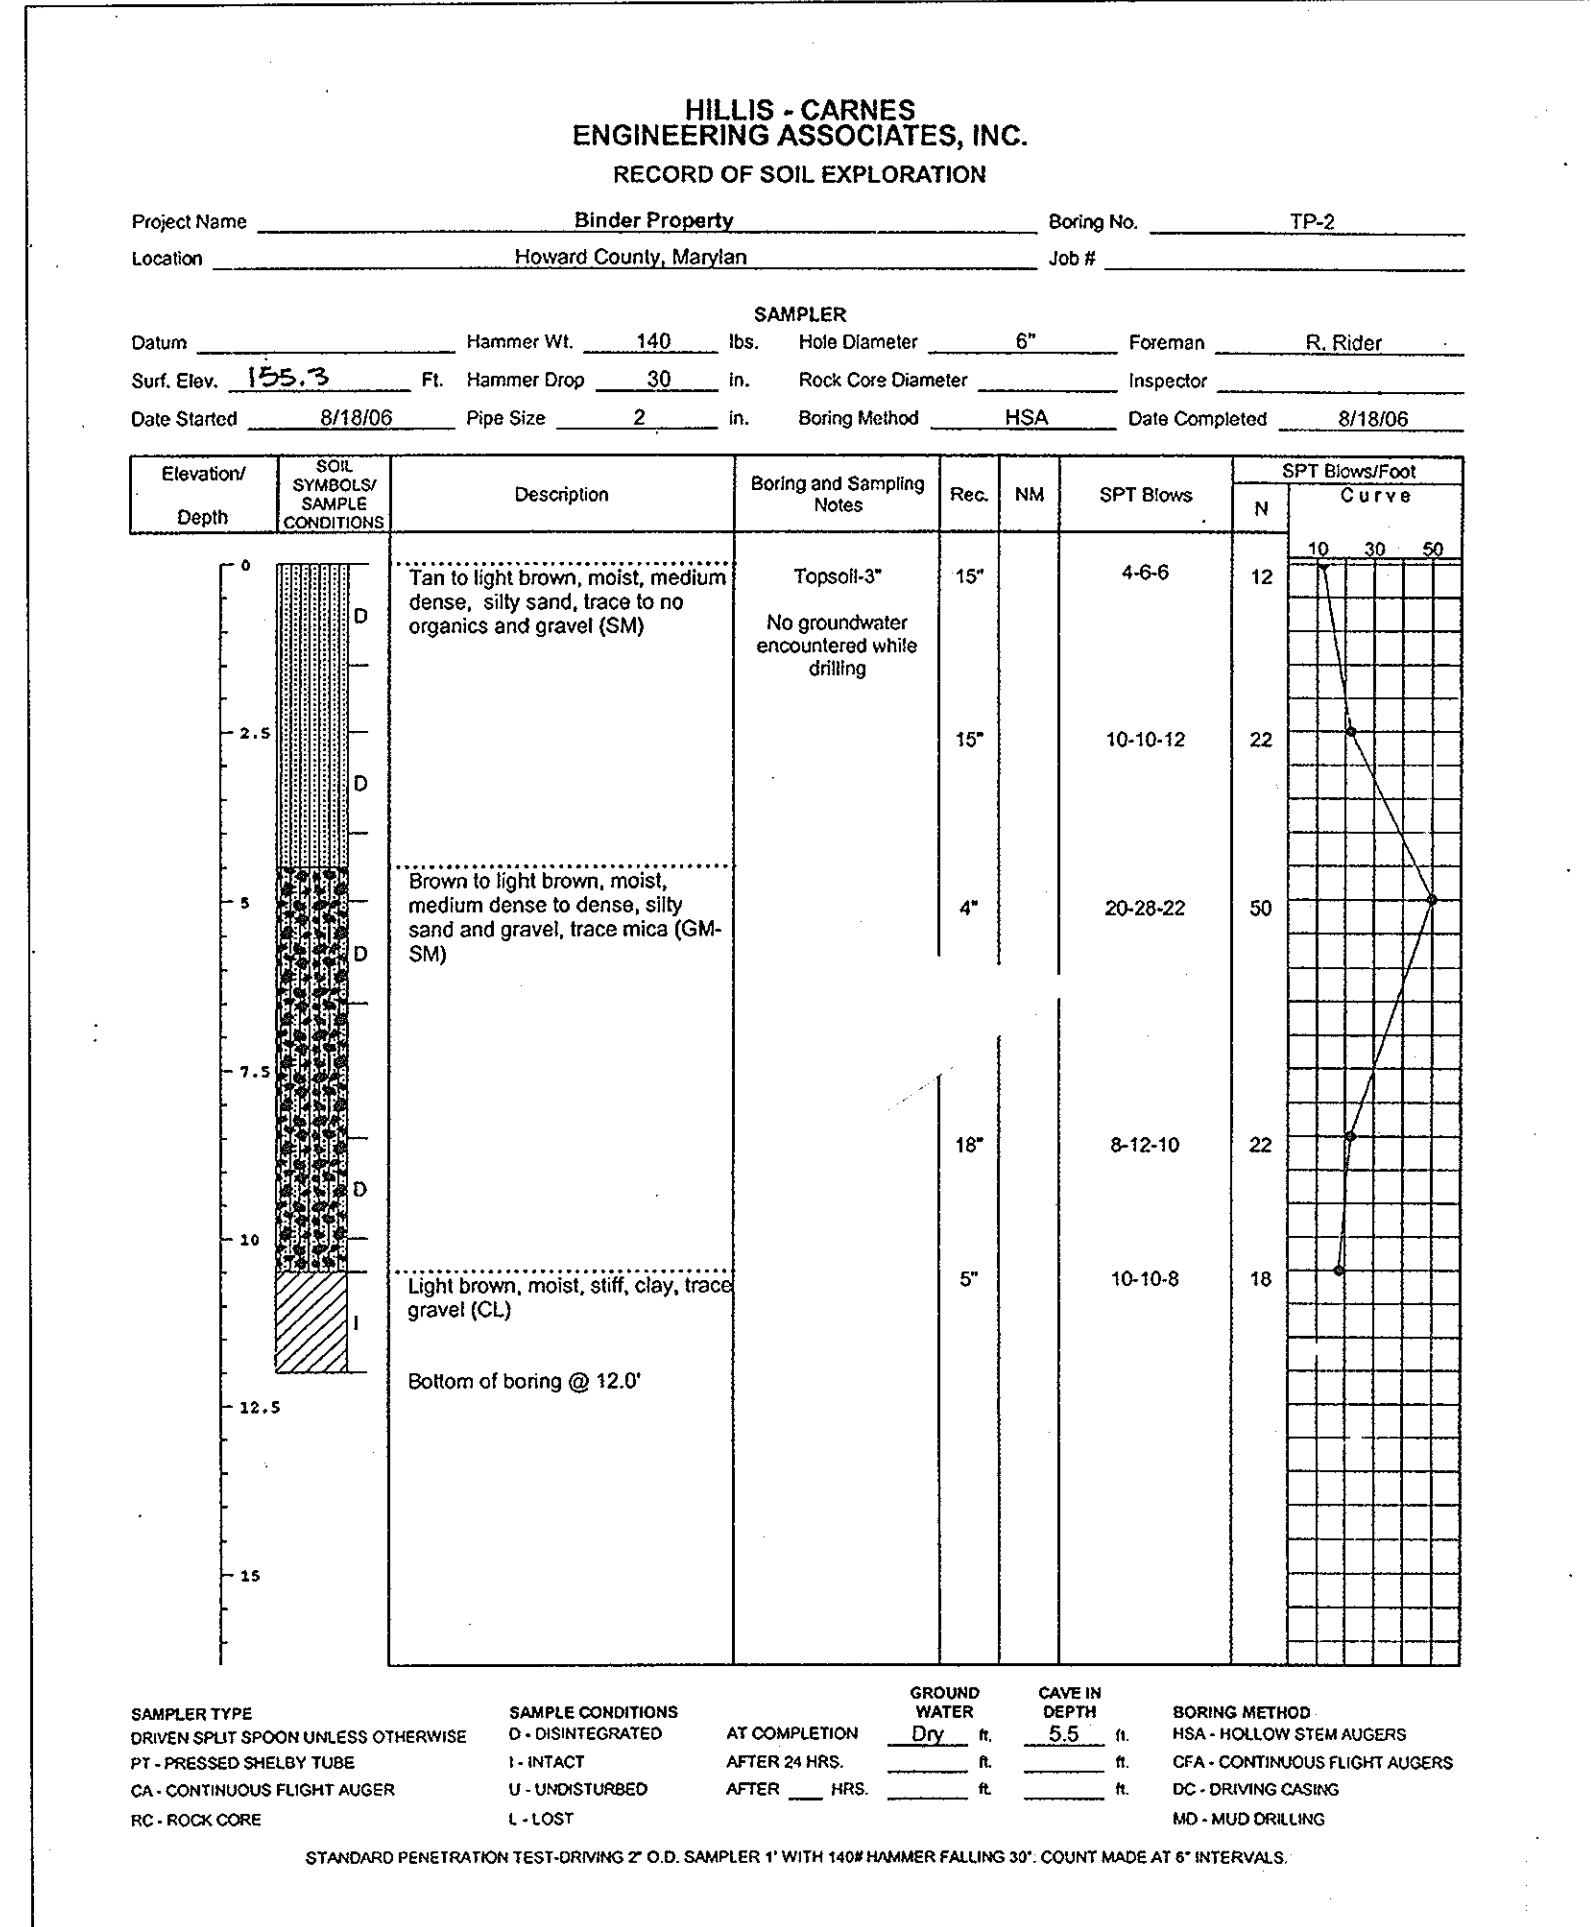 HILLIS - CARNES
ENGINEERING ASSOCIATES, INC.
RECORD OF SOIL EXPLORATION
Project Name Binder Property Boring No. TP-2
Location Howard County, Marylan Job #
SAMPLER
Datum Hammer Wt. 140 lbs. Hole Diameter 6" Foreman R. Rider
Surf. Elev. 155.3 Ft. Hammer Drop 30 in. Rock Core Diameter Inspector
Date Started 8/18/06 Pipe Size 2 in. Boring Method HSA Date Completed 8/18/06
Elevation/
Depth
SOIL
SYMBOLS/
SAMPLE
CONDITIONS
Description
Boring and Sampling
Notes
Rec.
NM
SPT Blows
SPT Blows/Foot
N
Curve
10 30 50
0
Tan to light brown, moist, medium
dense, silty sand, trace to no
organics and gravel (SM)
D
Topsoil-3"
No groundwater
encountered while
drilling
15" 4-6-6 12
2.5
15" 10-10-12 22
D
Brown to light brown, moist,
medium dense to dense, silty
sand and gravel, trace mica (GM-
SM)
5
4" 20-28-22 50
D
7.5
18" 8-12-10 22
D
10
Light brown, moist, stiff, clay, trace
gravel (CL)
5" 10-10-8 18
I
Bottom of boring @ 12.0'
12.5
15
SAMPLER TYPE
DRIVEN SPLIT SPOON UNLESS OTHERWISE
PT - PRESSED SHELBY TUBE
CA - CONTINUOUS FLIGHT AUGER
RC - ROCK CORE
SAMPLE CONDITIONS
D - DISINTEGRATED
I - INTACT
U - UNDISTURBED
L - LOST
GROUND
WATER
CAVE IN
DEPTH
AT COMPLETION Dry ft. 5.5 ft.
AFTER 24 HRS. ft. ft.
AFTER ___ HRS. ft. ft.
BORING METHOD
HSA - HOLLOW STEM AUGERS
CFA - CONTINUOUS FLIGHT AUGERS
DC - DRIVING CASING
MD - MUD DRILLING
STANDARD PENETRATION TEST-DRIVING 2" O.D. SAMPLER 1' WITH 140# HAMMER FALLING 30": COUNT MADE AT 6" INTERVALS.